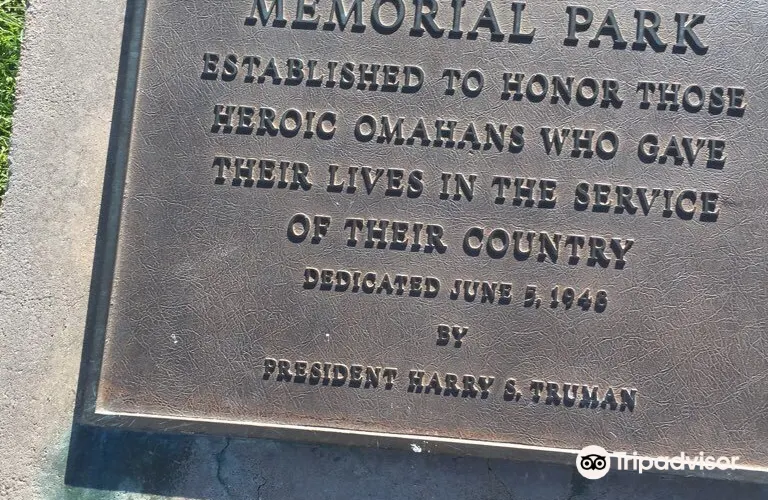 MEMORIAL PARK
ESTABLISHED TO HONOR THOSE
HEROIC OMAHANS WHO GAVE
THEIR LIVES IN THE SERVICE
OF THEIR COUNTRY
DEDICATED JUNE 5, 1948
BY
PRESIDENT HARRY S. TRUMAN
Tripadvisor